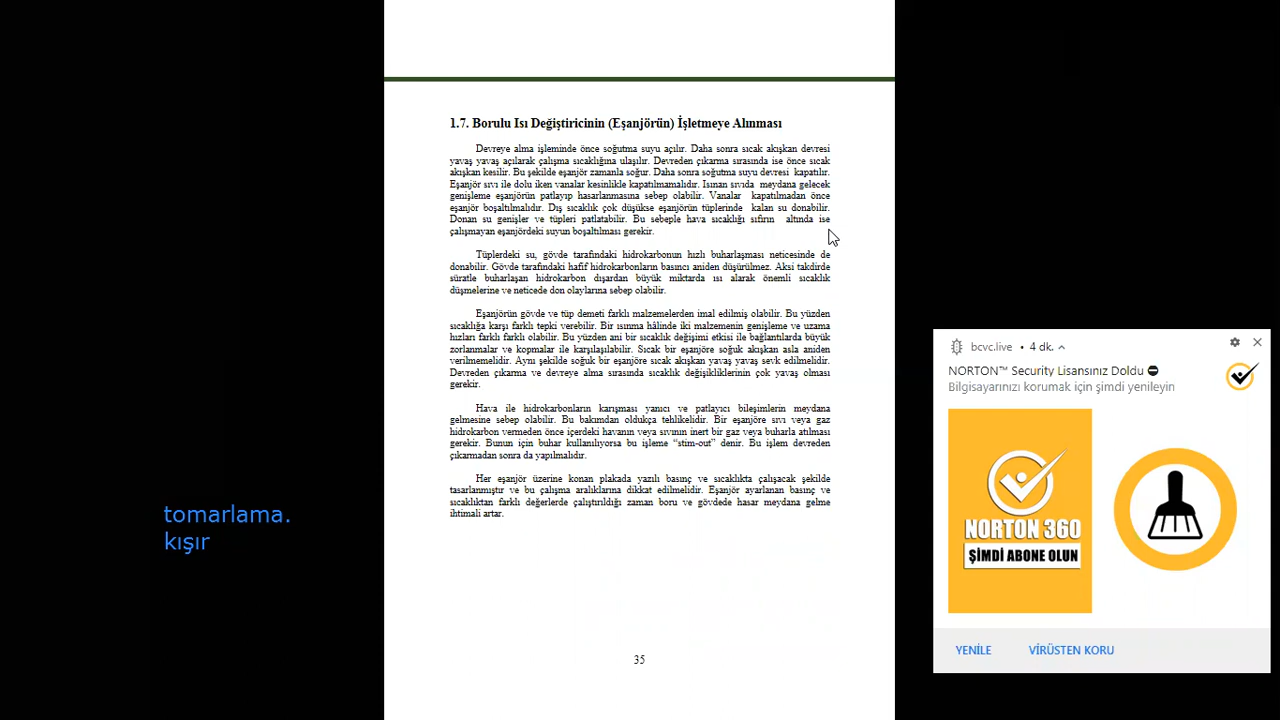 1.7. Borulu Isı Değiştiricinin (Eşanjörün) İşletmeye Alınması
Devreye alma işleminde önce soğutma suyu açılır. Daha sonra sıcak akışkan devresi
yavaş yavaş açılarak çalışma sıcaklığına ulaşılır. Devreden çıkarma sırasında ise önce sıcak
akışkan kesilir. Bu şekilde eşanjör zamanla soğur. Daha sonra soğutma suyu devresi kapatılır.
Eşanjör sıvı ile dolu iken vanalar kesinlikle kapatılmamalıdır. Isınan sıvıda meydana gelecek
genişleme eşanjörün patlayıp hasarlanmasına sebep olabilir. Vanalar kapatılmadan önce
eşanjör boşaltılmalıdır. Dış sıcaklık çok düşükse eşanjörün tüplerinde kalan su donabilir.
Donan su genişler ve tüpleri patlatabilir. Bu sebeple hava sıcaklığı sıfırın altında ise
çalışmayan eşanjördeki suyun boşaltılması gerekir.
Tüplerdeki su, gövde tarafındaki hidrokarbonun hızlı buharlaşması neticesinde de
donabilir. Gövde tarafındaki hafif hidrokarbonların basıncı aniden düşürülmez. Aksi takdirde
süratle buharlaşan hidrokarbon dışardan büyük miktarda ısı alarak önemli sıcaklık
düşmelerine ve neticede don olaylarına sebep olabilir.
Eşanjörün gövde ve tüp demeti farklı malzemelerden imal edilmiş olabilir. Bu yüzden
sıcaklığa karşı farklı tepki verebilir. Bir ısınma hâlinde iki malzemenin genişleme ve uzama
hızları farklı farklı olabilir. Bu yüzden ani bir sıcaklık değişimi etkisi ile bağlantılarda büyük
zorlanmalar ve kopmalar ile karşılaşılabilir. Sıcak bir eşanjöre soğuk akışkan asla aniden
verilmemelidir. Aynı şekilde soğuk bir eşanjöre sıcak akışkan yavaş yavaş sevk edilmelidir.
Devreden çıkarma ve devreye alma sırasında sıcaklık değişikliklerinin çok yavaş olması
gerekir.
Hava ile hidrokarbonların karışması yanıcı ve patlayıcı bileşimlerin meydana
gelmesine sebep olabilir. Bu bakımdan oldukça tehlikelidir. Bir eşanjöre sıvı veya gaz
hidrokarbon vermeden önce içerdeki havanın veya sıvının inert bir gaz veya buharla atılması
gerekir. Bunun için buhar kullanılıyorsa bu işleme “stim-out” denir. Bu işlem devreden
çıkarmadan sonra da yapılmalıdır.
Her eşanjör üzerine konan plakada yazılı basınç ve sıcaklıkta çalışacak şekilde
tasarlanmıştır ve bu çalışma aralıklarına dikkat edilmelidir. Eşanjör ayarlanan basınç ve
sıcaklıktan farklı değerlerde çalıştırıldığı zaman boru ve gövdede hasar meydana gelme
ihtimali artar.
35
tomarlama.
kışır
bcvc.live • 4 dk.
NORTON™ Security Lisansınız Doldu
Bilgisayarınızı korumak için şimdi yenileyin
NORTON 360
ŞİMDİ ABONE OLUN
YENİLE VİRÜSTEN KORU